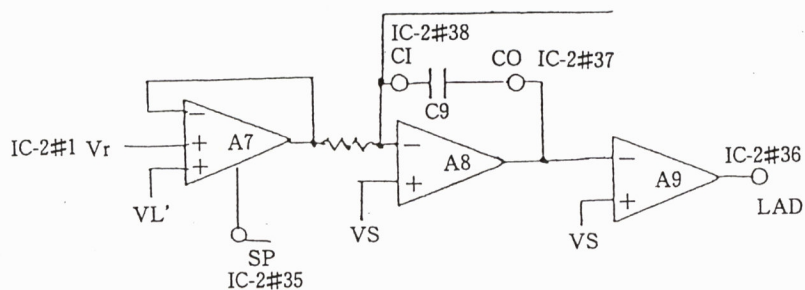 IC-2#38
CI
CO IC-2#37
C9
−
IC-2#1 Vr + A7
+
VL'
SP
IC-2#35
−
A8
+
VS
−
A9
+
VS
IC-2#36
LAD